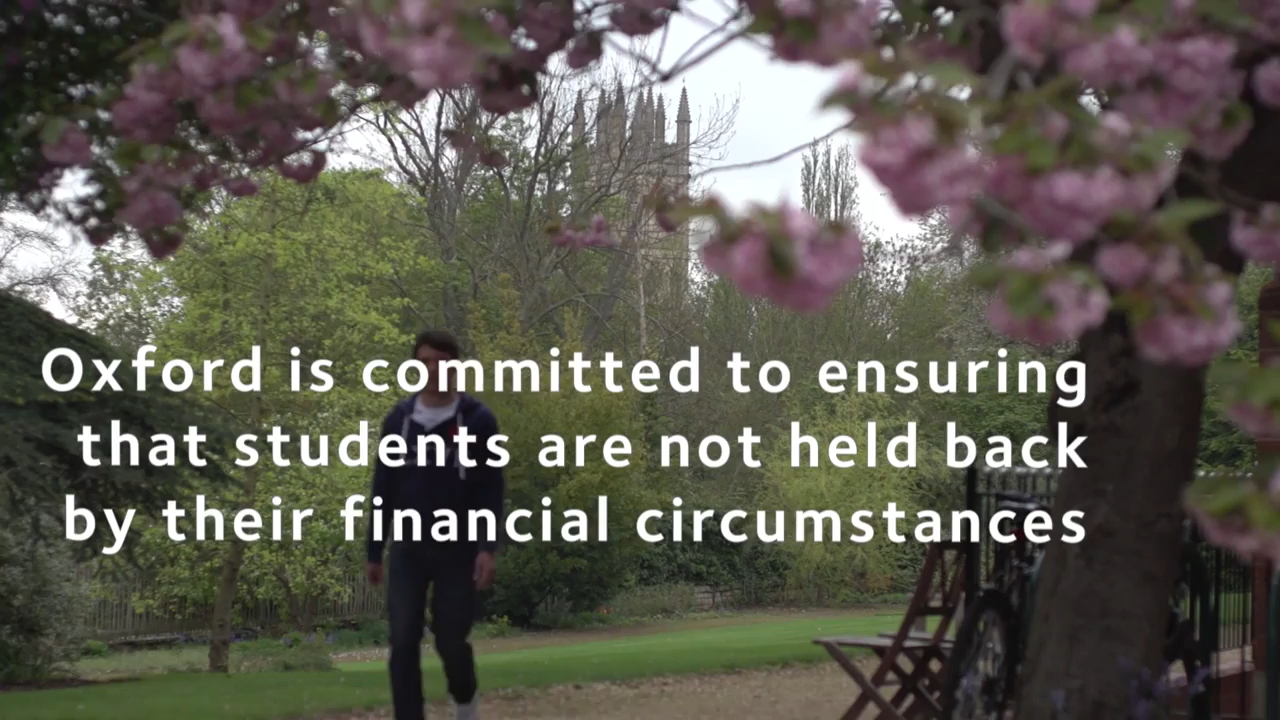 Oxford is committed to ensuring
that students are not held back
by their financial circumstances